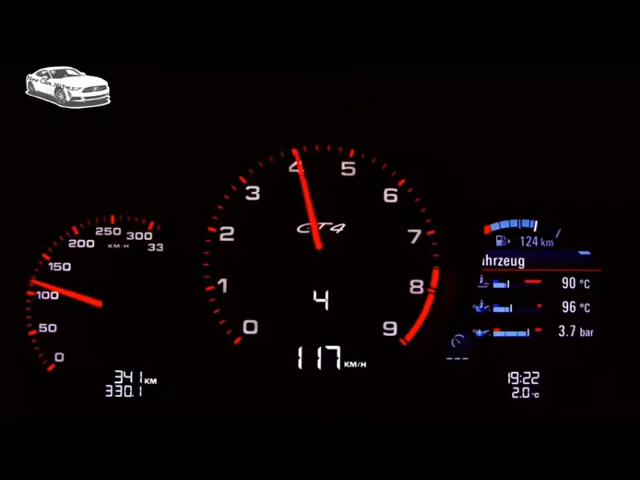 4
5
3
6
2
7
1
8
0
9
GT4
4
117 KM/H
250
200
300
KM/H
33
150
100
50
0
341 KM
330.1
124 km
ahrzeug
90 °C
96 °C
3.7 bar
19:22
2.0 °C